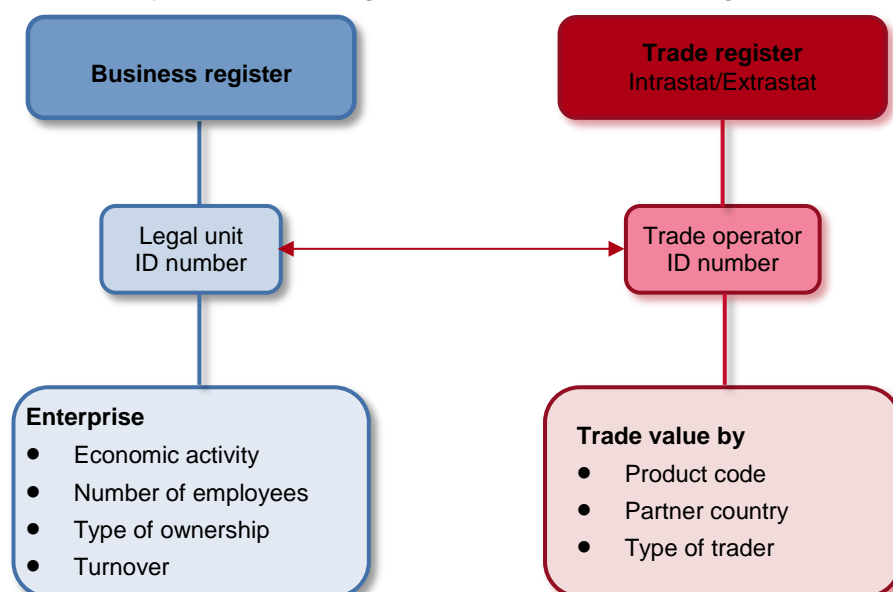 Business register
Trade register
Intrastat/Extrastat
Legal unit
ID number
Trade operator
ID number
Enterprise
● Economic activity
● Number of employees
● Type of ownership
● Turnover
Trade value by
● Product code
● Partner country
● Type of trader